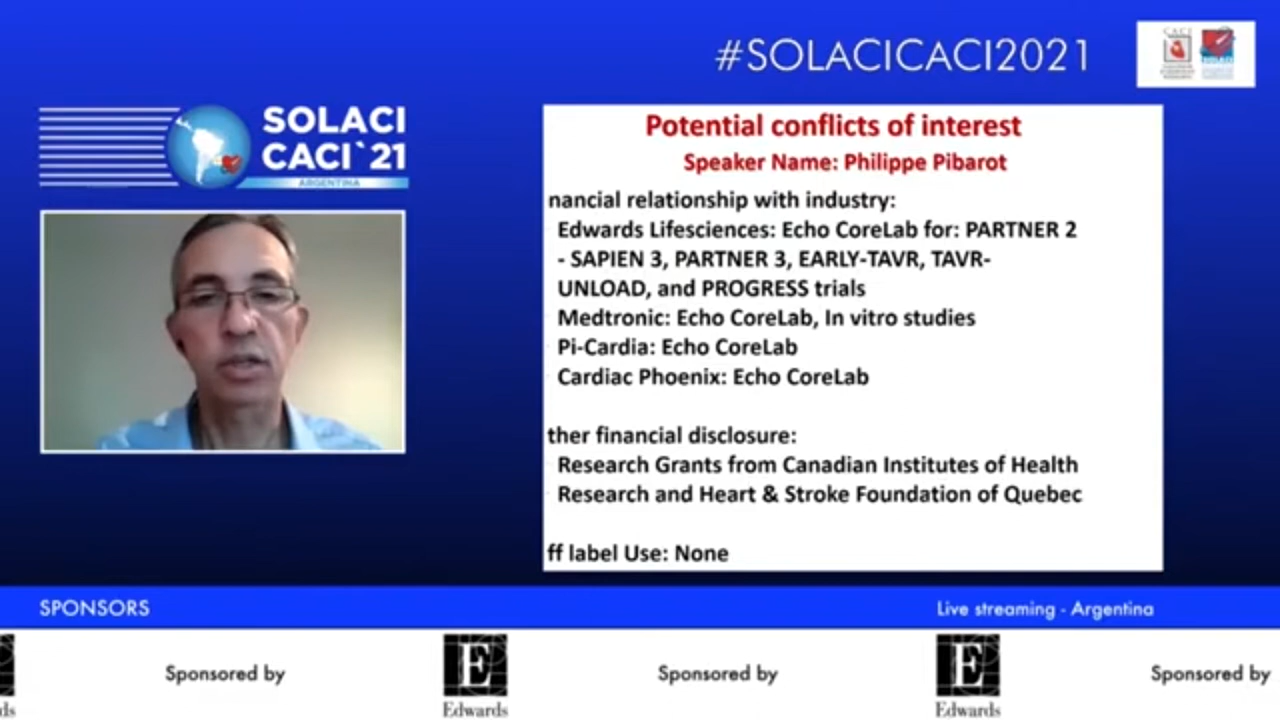 #SOLACICACI2021
CACI
SOLACI
SOLACI
CACI`21
ARGENTINA
Potential conflicts of interest
Speaker Name: Philippe Pibarot
nancial relationship with industry:
Edwards Lifesciences: Echo CoreLab for: PARTNER 2
- SAPIEN 3, PARTNER 3, EARLY-TAVR, TAVR-
UNLOAD, and PROGRESS trials
Medtronic: Echo CoreLab, In vitro studies
Pi-Cardia: Echo CoreLab
Cardiac Phoenix: Echo CoreLab
ther financial disclosure:
Research Grants from Canadian Institutes of Health
Research and Heart & Stroke Foundation of Quebec
ff label Use: None
SPONSORS
Live streaming - Argentina
ds
Sponsored by
E
Edwards
Sponsored by
E
Edwards
Sponsored by